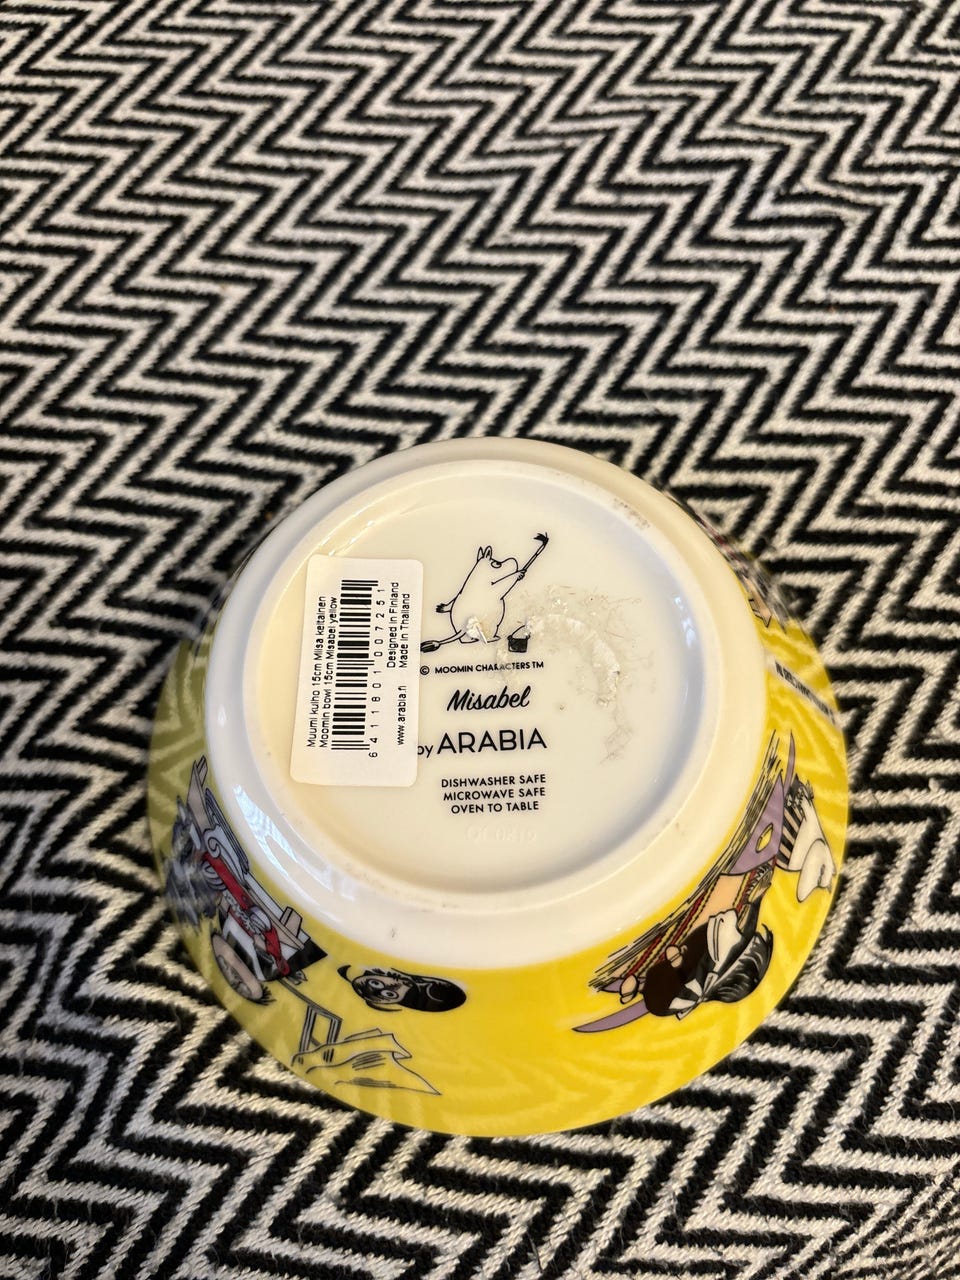 Muumi kulho 15cm Miisa keltainen
Moomin bowl 15cm Misabel yellow
6 411801 007251
Designed in Finland
www.arabia.fi Made in Thailand
© MOOMIN CHARACTERS TM
Misabel
by ARABIA
DISHWASHER SAFE
MICROWAVE SAFE
OVEN TO TABLE